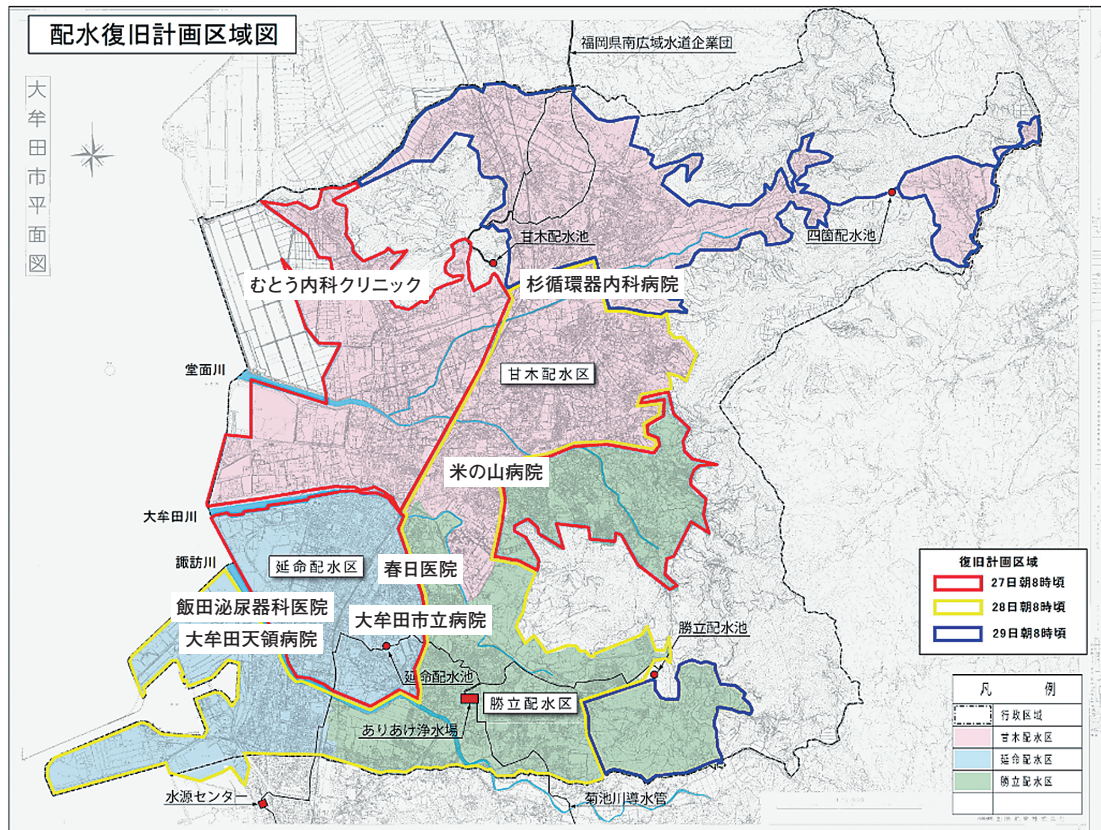 配水復旧計画区域図
福岡県南広域水道企業団
大牟田市平面図
甘木配水池
四箇配水池
むとう内科クリニック
杉循環器内科病院
堂面川
甘木配水区
米の山病院
大牟田川
諏訪川
延命配水区
春日医院
飯田泌尿器科医院
大牟田市立病院
大牟田天領病院
勝立配水池
延命配水池
勝立配水区
ありあけ浄水場
水源センター
菊池川導水管
復旧計画区域
27日朝8時頃
28日朝8時頃
29日朝8時頃
凡 例
行政区域
甘木配水区
延命配水区
勝立配水区